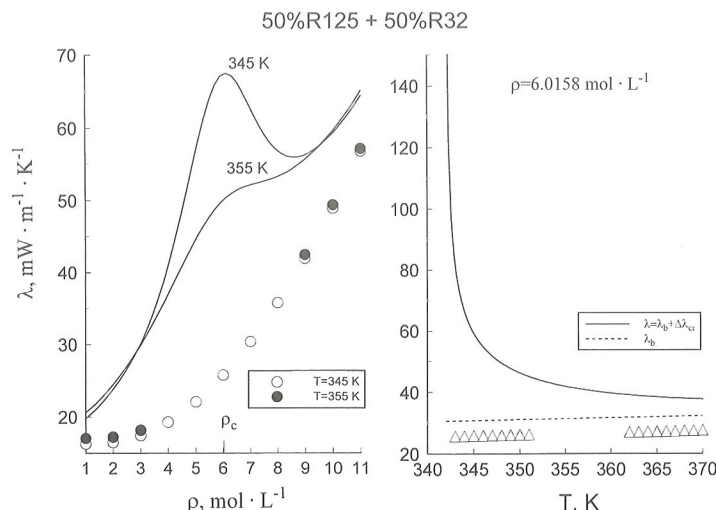 50%R125 + 50%R32
70
60
50
40
30
20
λ, mW · m⁻¹ · K⁻¹
345 K
355 K
T=345 K
T=355 K
ρc
1 2 3 4 5 6 7 8 9 10 11
ρ, mol · L⁻¹
140
120
100
80
60
40
20
ρ=6.0158 mol · L⁻¹
λ=λb+Δλcr
λb
340 345 350 355 360 365 370
T, K